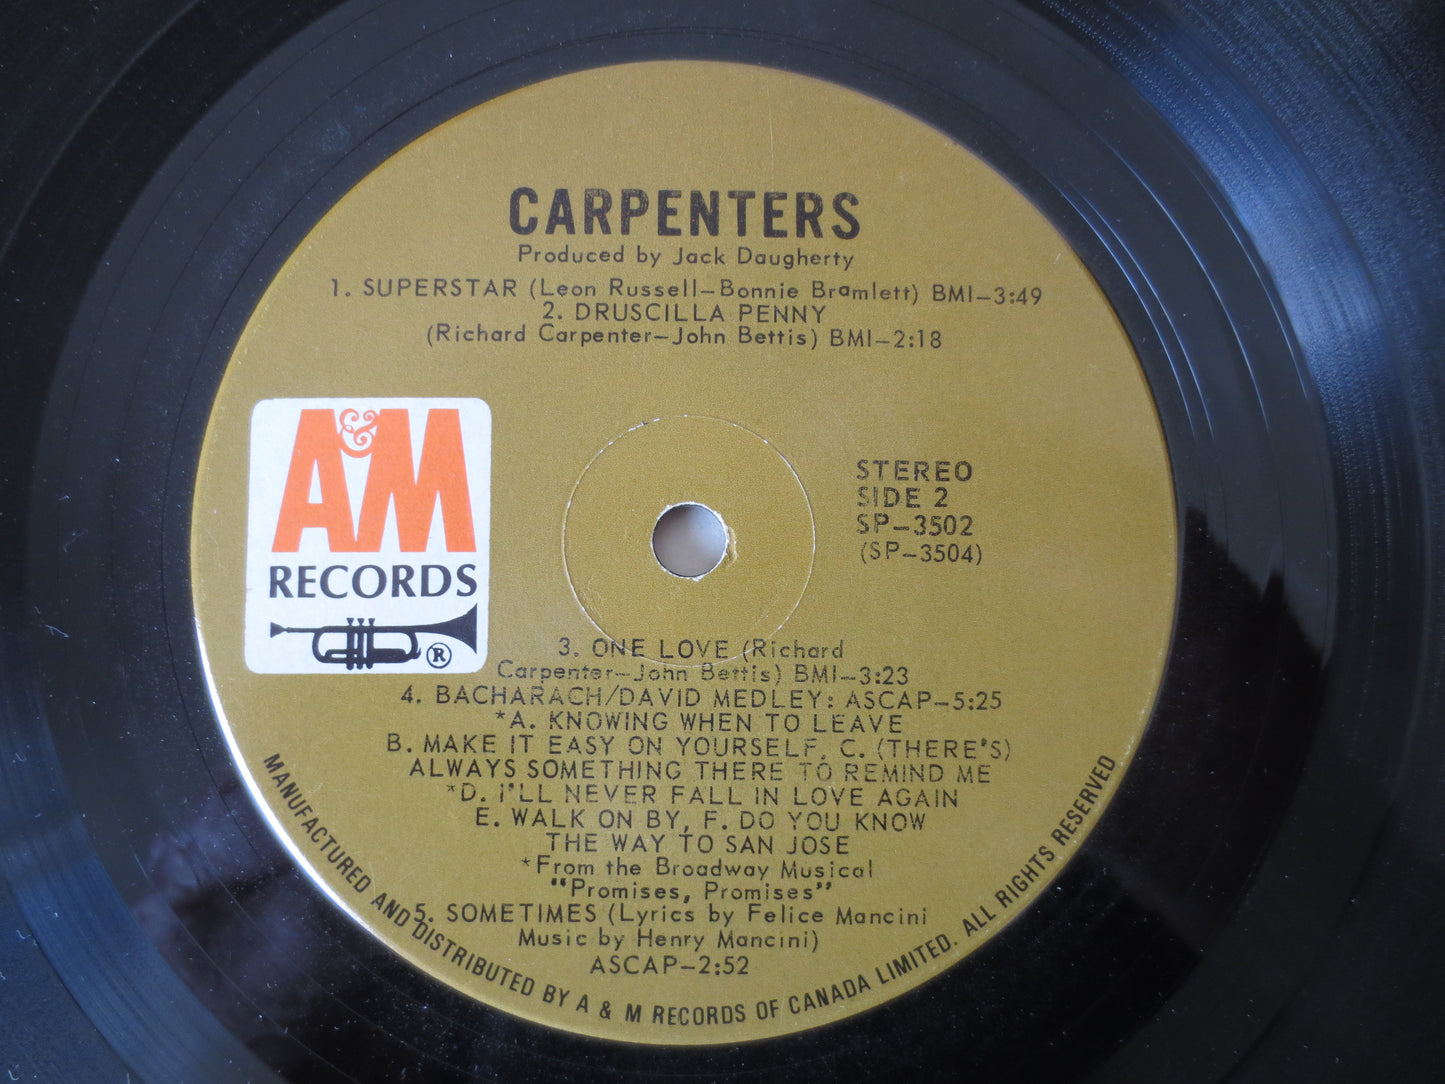 CARPENTERS
Produced by Jack Daugherty
1. SUPERSTAR (Leon Russell—Bonnie Bramlett) BMI—3:49
2. DRUSCILLA PENNY
(Richard Carpenter—John Bettis) BMI—2:18
A&M
RECORDS
®
STEREO
SIDE 2
SP—3502
(SP—3504)
3. ONE LOVE (Richard
Carpenter—John Bettis) BMI—3:23
4. BACHARACH/DAVID MEDLEY: ASCAP—5:25
*A. KNOWING WHEN TO LEAVE
B. MAKE IT EASY ON YOURSELF, C. (THERE'S)
ALWAYS SOMETHING THERE TO REMIND ME
*D. I'LL NEVER FALL IN LOVE AGAIN
E. WALK ON BY, F. DO YOU KNOW
THE WAY TO SAN JOSE
*From the Broadway Musical
"Promises, Promises"
5. SOMETIMES (Lyrics by Felice Mancini
Music by Henry Mancini)
ASCAP—2:52
MANUFACTURED AND DISTRIBUTED BY A & M RECORDS OF CANADA LIMITED. ALL RIGHTS RESERVED